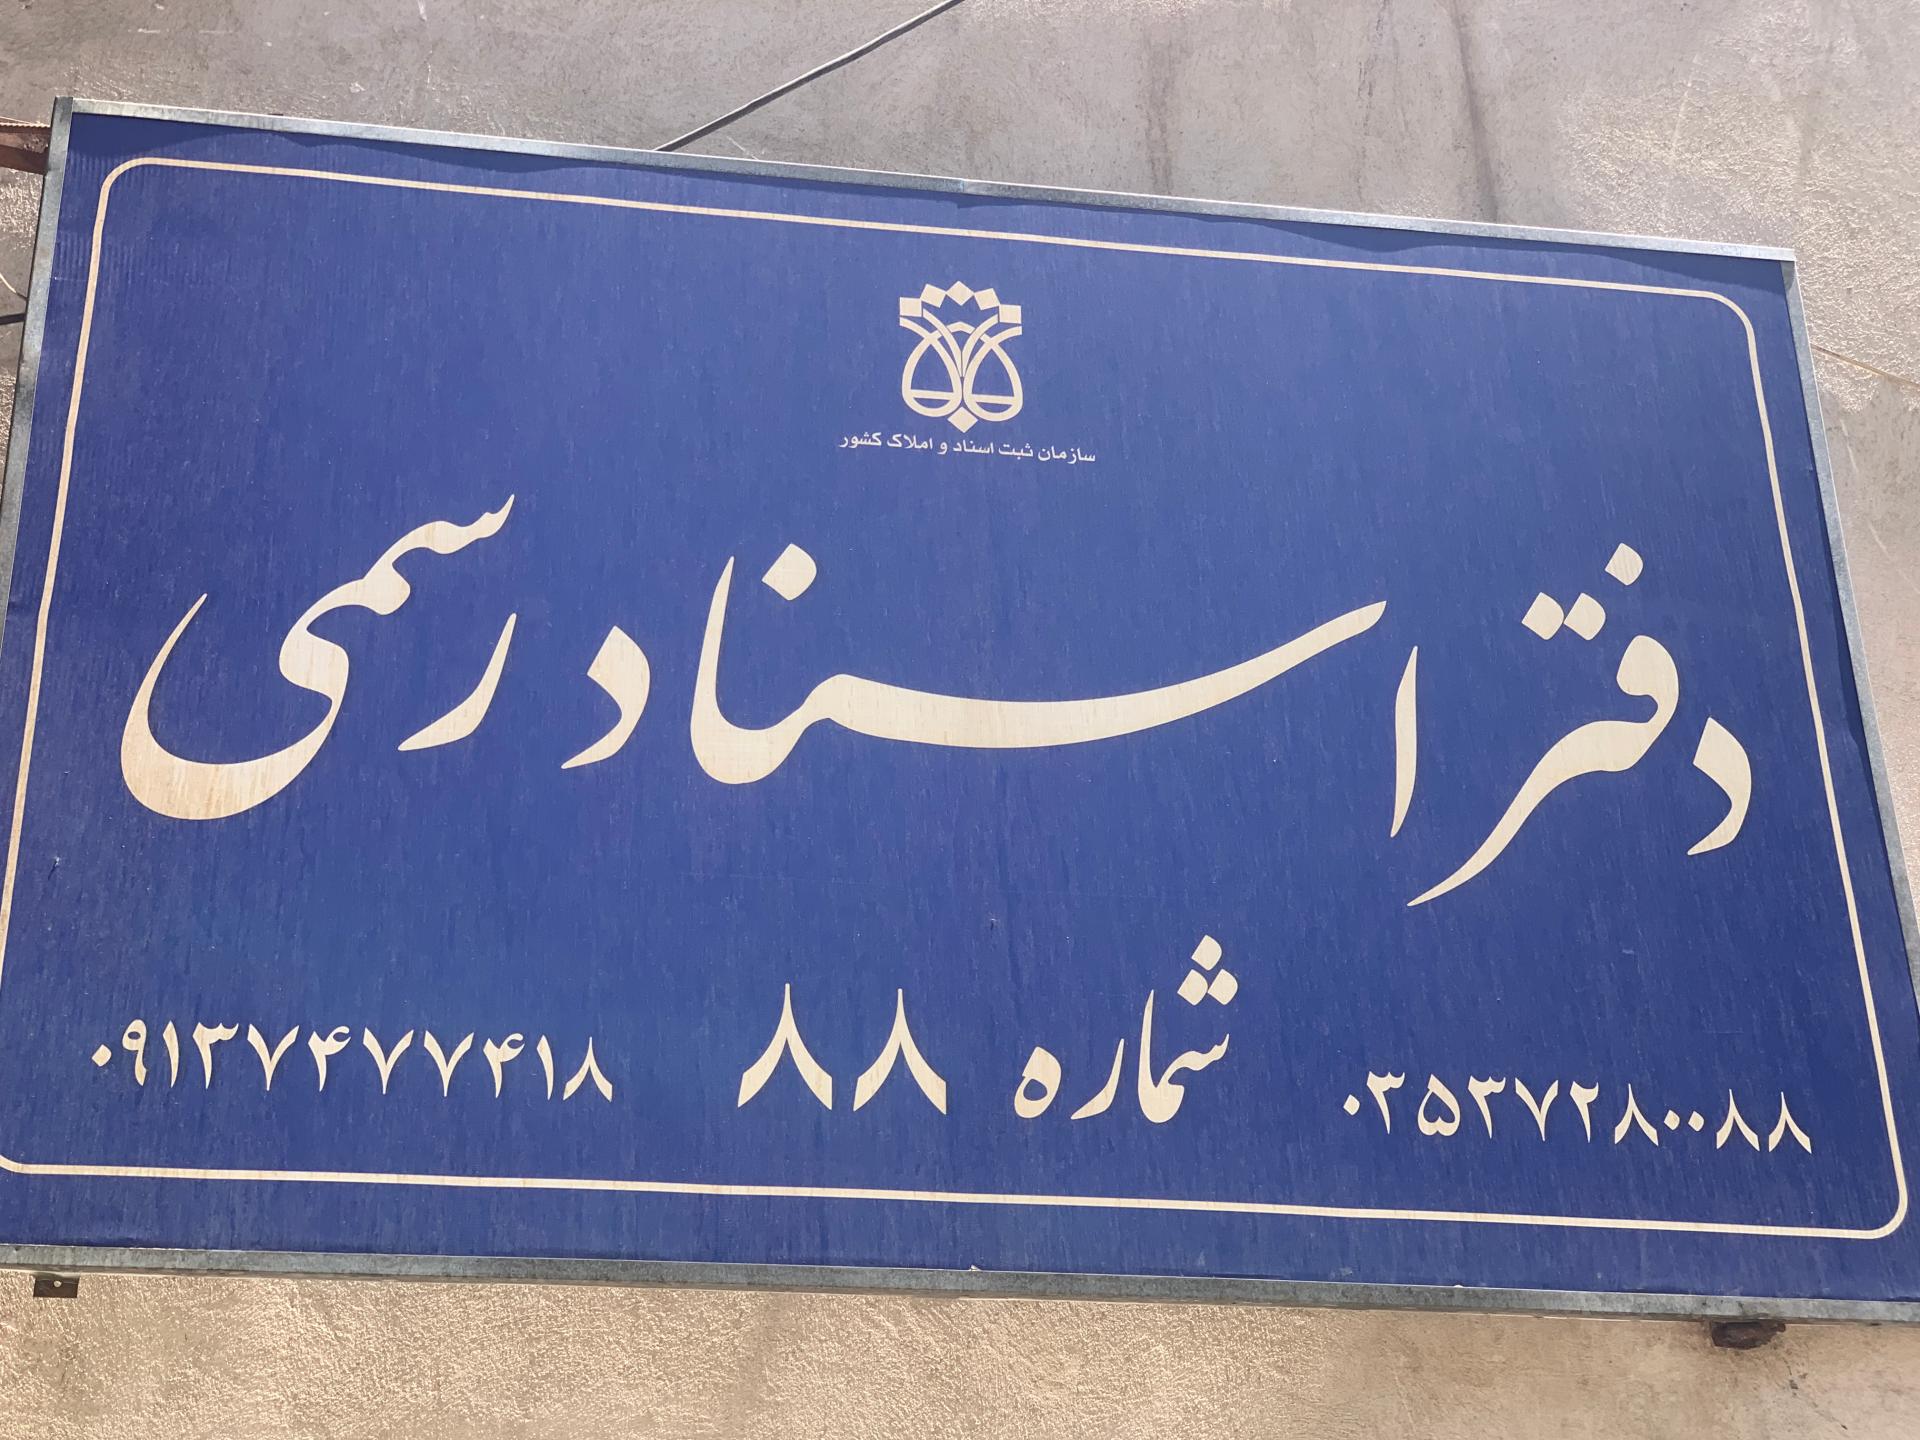 سازمان ثبت اسناد و املاک کشور
دفتر اسناد رسمی
۰۳۵۳۷۲۸۰۰۸۸ شماره ۸۸ ۰۹۱۳۷۴۷۷۴۱۸